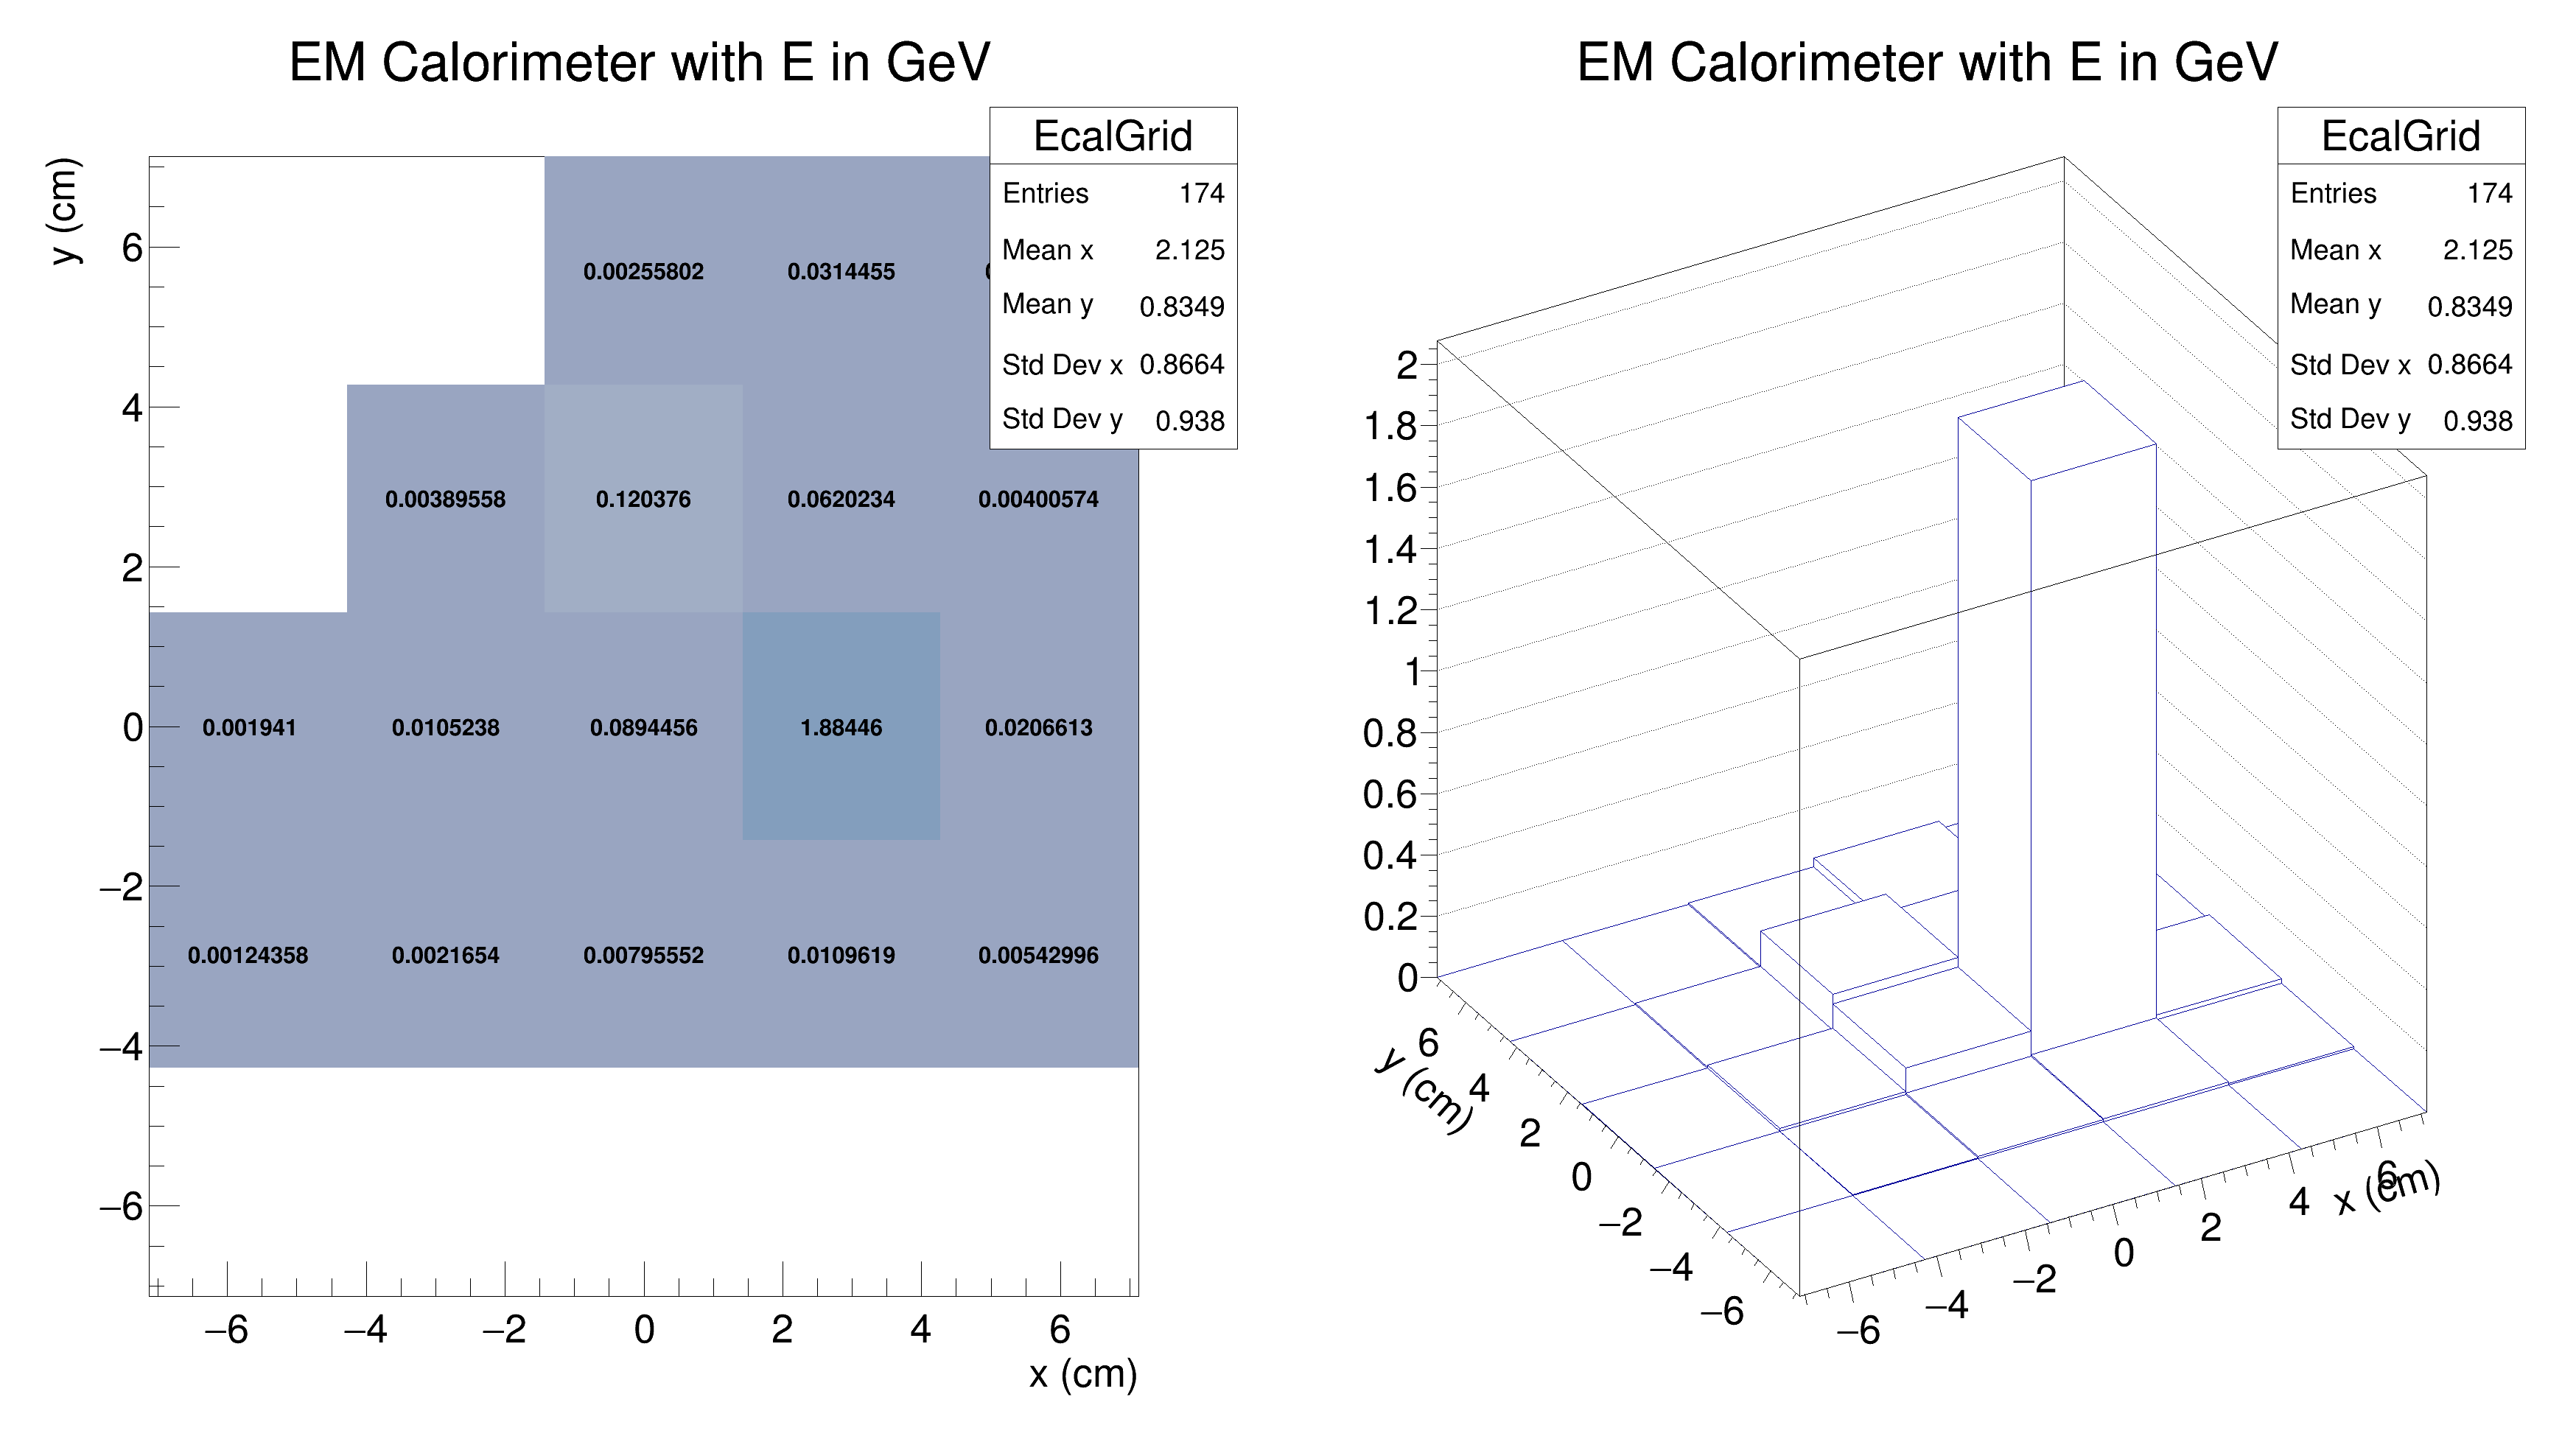 EM Calorimeter with E in GeV
EcalGrid
Entries 174
Mean x 2.125
Mean y 0.8349
Std Dev x 0.8664
Std Dev y 0.938
y (cm)
6
4
2
0
−2
−4
−6
0.00255802 0.0314455
0.00389558 0.120376 0.0620234 0.00400574
0.001941 0.0105238 0.0894456 1.88446 0.0206613
0.00124358 0.0021654 0.00795552 0.0109619 0.00542996
−6 −4 −2 0 2 4 6
x (cm)
EM Calorimeter with E in GeV
EcalGrid
Entries 174
Mean x 2.125
Mean y 0.8349
Std Dev x 0.8664
Std Dev y 0.938
2
1.8
1.6
1.4
1.2
1
0.8
0.6
0.4
0.2
0
y (cm)
6
4
2
0
−2
−4
−6
−6 −4 −2 0 2 4 6
x (cm)